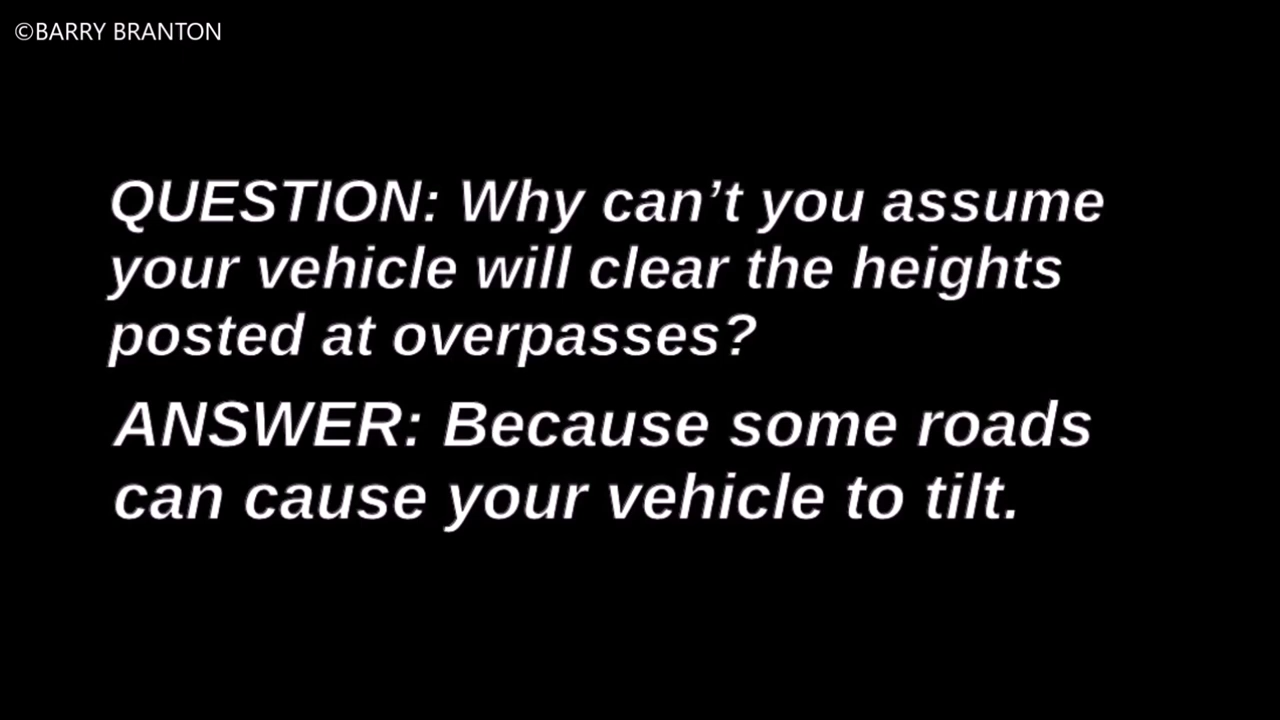 ©BARRY BRANTON
QUESTION: Why can’t you assume
your vehicle will clear the heights
posted at overpasses?
ANSWER: Because some roads
can cause your vehicle to tilt.